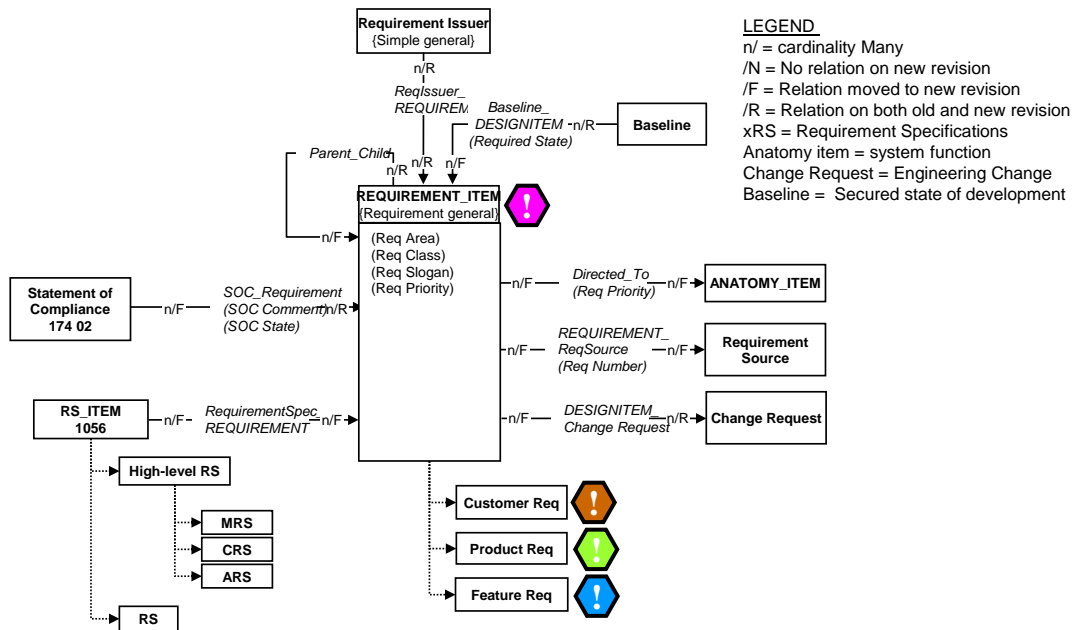 Requirement Issuer
{Simple general}
n/R
ReqIssuer_
REQUIREM
Baseline_
DESIGNITEM
(Required State)
n/R
Baseline
LEGEND
n/ = cardinality Many
/N = No relation on new revision
/F = Relation moved to new revision
/R = Relation on both old and new revision
xRS = Requirement Specifications
Anatomy item = system function
Change Request = Engineering Change
Baseline =  Secured state of development
Parent_Child
n/R
n/R
n/F
REQUIREMENT_ITEM
{Requirement general}
!
n/F
(Req Area)
(Req Class)
(Req Slogan)
(Req Priority)
Statement of
Compliance
174 02
n/F
SOC_Requirement
(SOC Comment)
(SOC State)
n/R
n/F
Directed_To
(Req Priority)
n/F
ANATOMY_ITEM
n/F
REQUIREMENT_
ReqSource
(Req Number)
n/F
Requirement
Source
RS_ITEM
1056
n/F
RequirementSpec_
REQUIREMENT
n/F
n/F
DESIGNITEM_
Change Request
n/R
Change Request
High-level RS
MRS
CRS
ARS
RS
Customer Req
!
Product Req
!
Feature Req
!